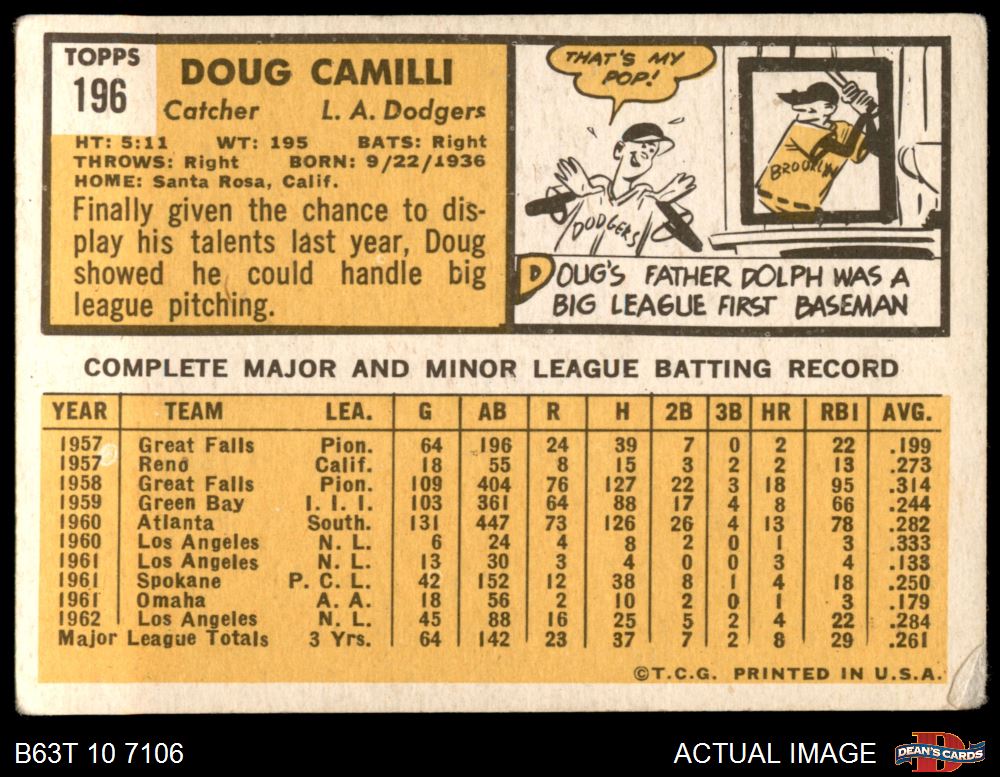 TOPPS
196
DOUG CAMILLI
Catcher L. A. Dodgers
HT: 5:11 WT: 195 BATS: Right
THROWS: Right BORN: 9/22/1936
HOME: Santa Rosa, Calif.
Finally given the chance to dis-
play his talents last year, Doug
showed he could handle big
league pitching.
THAT'S MY
POP!
BROOKLYN
DODGERS
DOUG'S FATHER DOLPH WAS A
BIG LEAGUE FIRST BASEMAN
COMPLETE MAJOR AND MINOR LEAGUE BATTING RECORD
YEAR TEAM LEA. G AB R H 2B 3B HR RBI AVG.
1957 Great Falls Pion. 64 196 24 39 7 0 2 22 .199
1957 Reno Calif. 18 55 8 15 3 2 2 13 .273
1958 Great Falls Pion. 109 404 76 127 22 3 18 95 .314
1959 Green Bay I. I. I. 103 361 64 88 17 4 8 66 .244
1960 Atlanta South. 131 447 73 126 26 4 13 78 .282
1960 Los Angeles N. L. 6 24 4 8 2 0 1 3 .333
1961 Los Angeles N. L. 13 30 3 4 0 0 3 4 .133
1961 Spokane P. C. L. 42 152 12 38 8 1 4 18 .250
1961 Omaha A. A. 18 56 2 10 2 0 1 3 .179
1962 Los Angeles N. L. 45 88 16 25 5 2 4 22 .284
Major League Totals 3 Yrs. 64 142 23 37 7 2 8 29 .261
©T.C.G. PRINTED IN U.S.A.
B63T 10 7106
ACTUAL IMAGE
D
DEAN'S CARDS